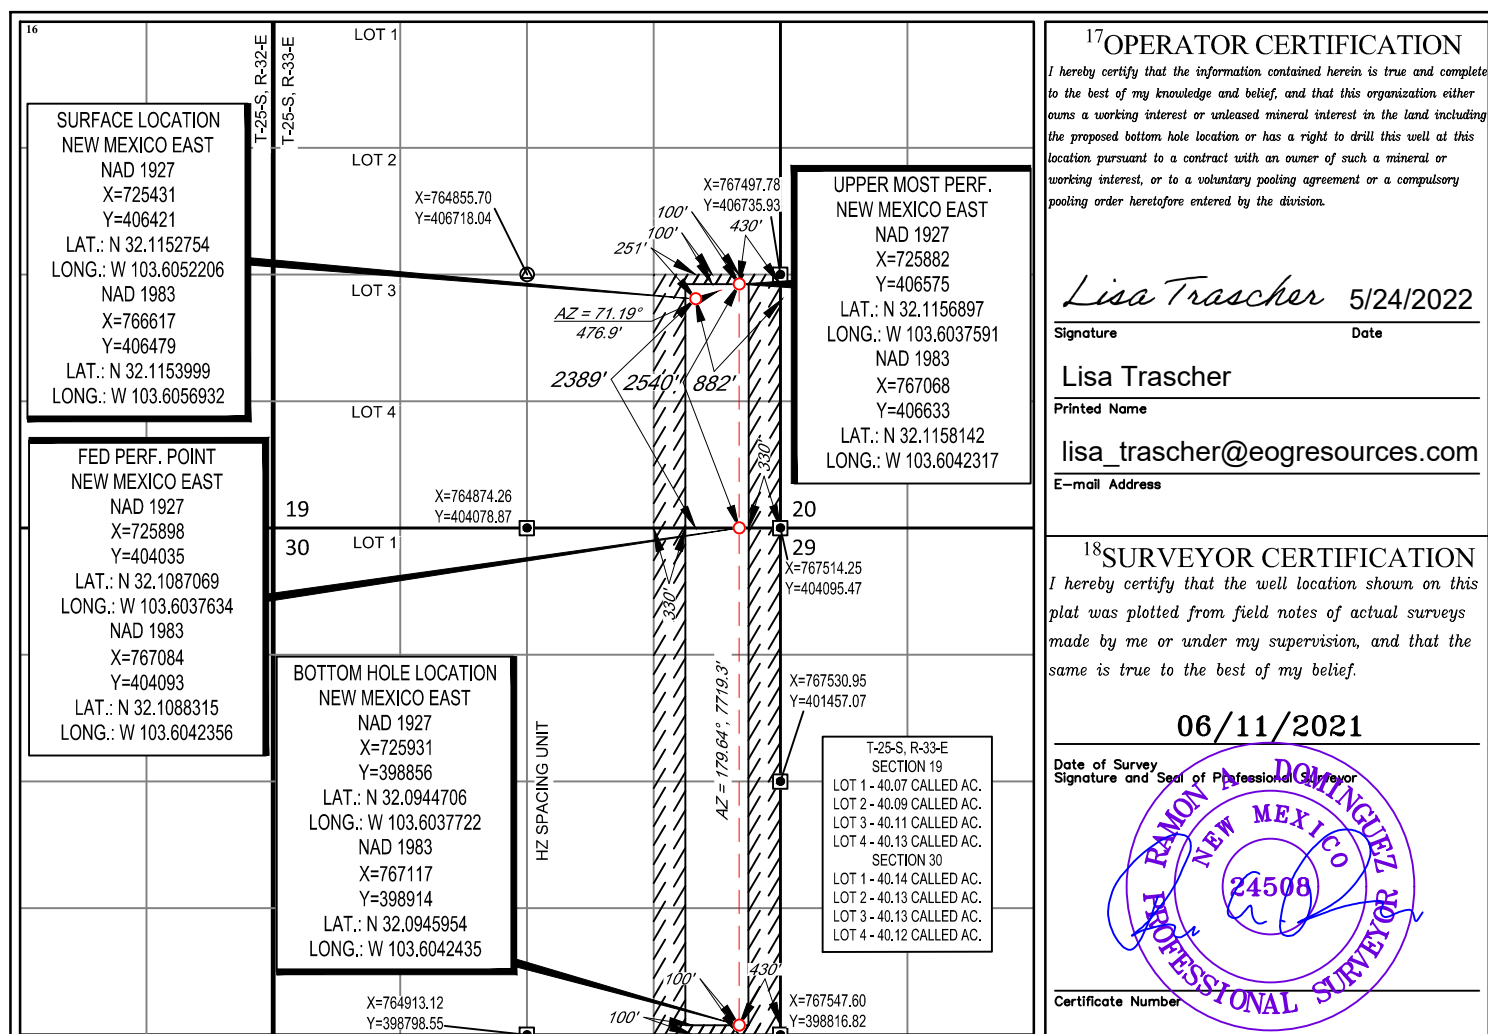 16
T-25-S, R-32-E
T-25-S, R-33-E
LOT 1
LOT 2
LOT 3
LOT 4
19
30
LOT 1
20
29
SURFACE LOCATION
NEW MEXICO EAST
NAD 1927
X=725431
Y=406421
LAT.: N 32.1152754
LONG.: W 103.6052206
NAD 1983
X=766617
Y=406479
LAT.: N 32.1153999
LONG.: W 103.6056932
FED PERF. POINT
NEW MEXICO EAST
NAD 1927
X=725898
Y=404035
LAT.: N 32.1087069
LONG.: W 103.6037634
NAD 1983
X=767084
Y=404093
LAT.: N 32.1088315
LONG.: W 103.6042356
BOTTOM HOLE LOCATION
NEW MEXICO EAST
NAD 1927
X=725931
Y=398856
LAT.: N 32.0944706
LONG.: W 103.6037722
NAD 1983
X=767117
Y=398914
LAT.: N 32.0945954
LONG.: W 103.6042435
UPPER MOST PERF.
NEW MEXICO EAST
NAD 1927
X=725882
Y=406575
LAT.: N 32.1156897
LONG.: W 103.6037591
NAD 1983
X=767068
Y=406633
LAT.: N 32.1158142
LONG.: W 103.6042317
X=764855.70
Y=406718.04
X=767497.78
Y=406735.93
100'
100'
430'
251'
AZ = 71.19°
476.9'
2389'
2540'
882'
330'
X=764874.26
Y=404078.87
X=767514.25
Y=404095.47
330'
X=767530.95
Y=401457.07
AZ = 179.64°, 7719.3'
HZ SPACING UNIT
T-25-S, R-33-E
SECTION 19
LOT 1 - 40.07 CALLED AC.
LOT 2 - 40.09 CALLED AC.
LOT 3 - 40.11 CALLED AC.
LOT 4 - 40.13 CALLED AC.
SECTION 30
LOT 1 - 40.14 CALLED AC.
LOT 2 - 40.13 CALLED AC.
LOT 3 - 40.13 CALLED AC.
LOT 4 - 40.12 CALLED AC.
100'
430'
100'
X=764913.12
Y=398798.55
X=767547.60
Y=398816.82
17OPERATOR CERTIFICATION
I hereby certify that the information contained herein is true and complete
to the best of my knowledge and belief, and that this organization either
owns a working interest or unleased mineral interest in the land including
the proposed bottom hole location or has a right to drill this well at this
location pursuant to a contract with an owner of such a mineral or
working interest, or to a voluntary pooling agreement or a compulsory
pooling order heretofore entered by the division.
Lisa Trascher 5/24/2022
Signature Date
Lisa Trascher
Printed Name
lisa_trascher@eogresources.com
E-mail Address
18SURVEYOR CERTIFICATION
I hereby certify that the well location shown on this
plat was plotted from field notes of actual surveys
made by me or under my supervision, and that the
same is true to the best of my belief.
06/11/2021
Date of Survey
Signature and Seal of Professional Surveyor
RAMON A. DOMINGUEZ
NEW MEXICO
24508
PROFESSIONAL SURVEYOR
Certificate Number